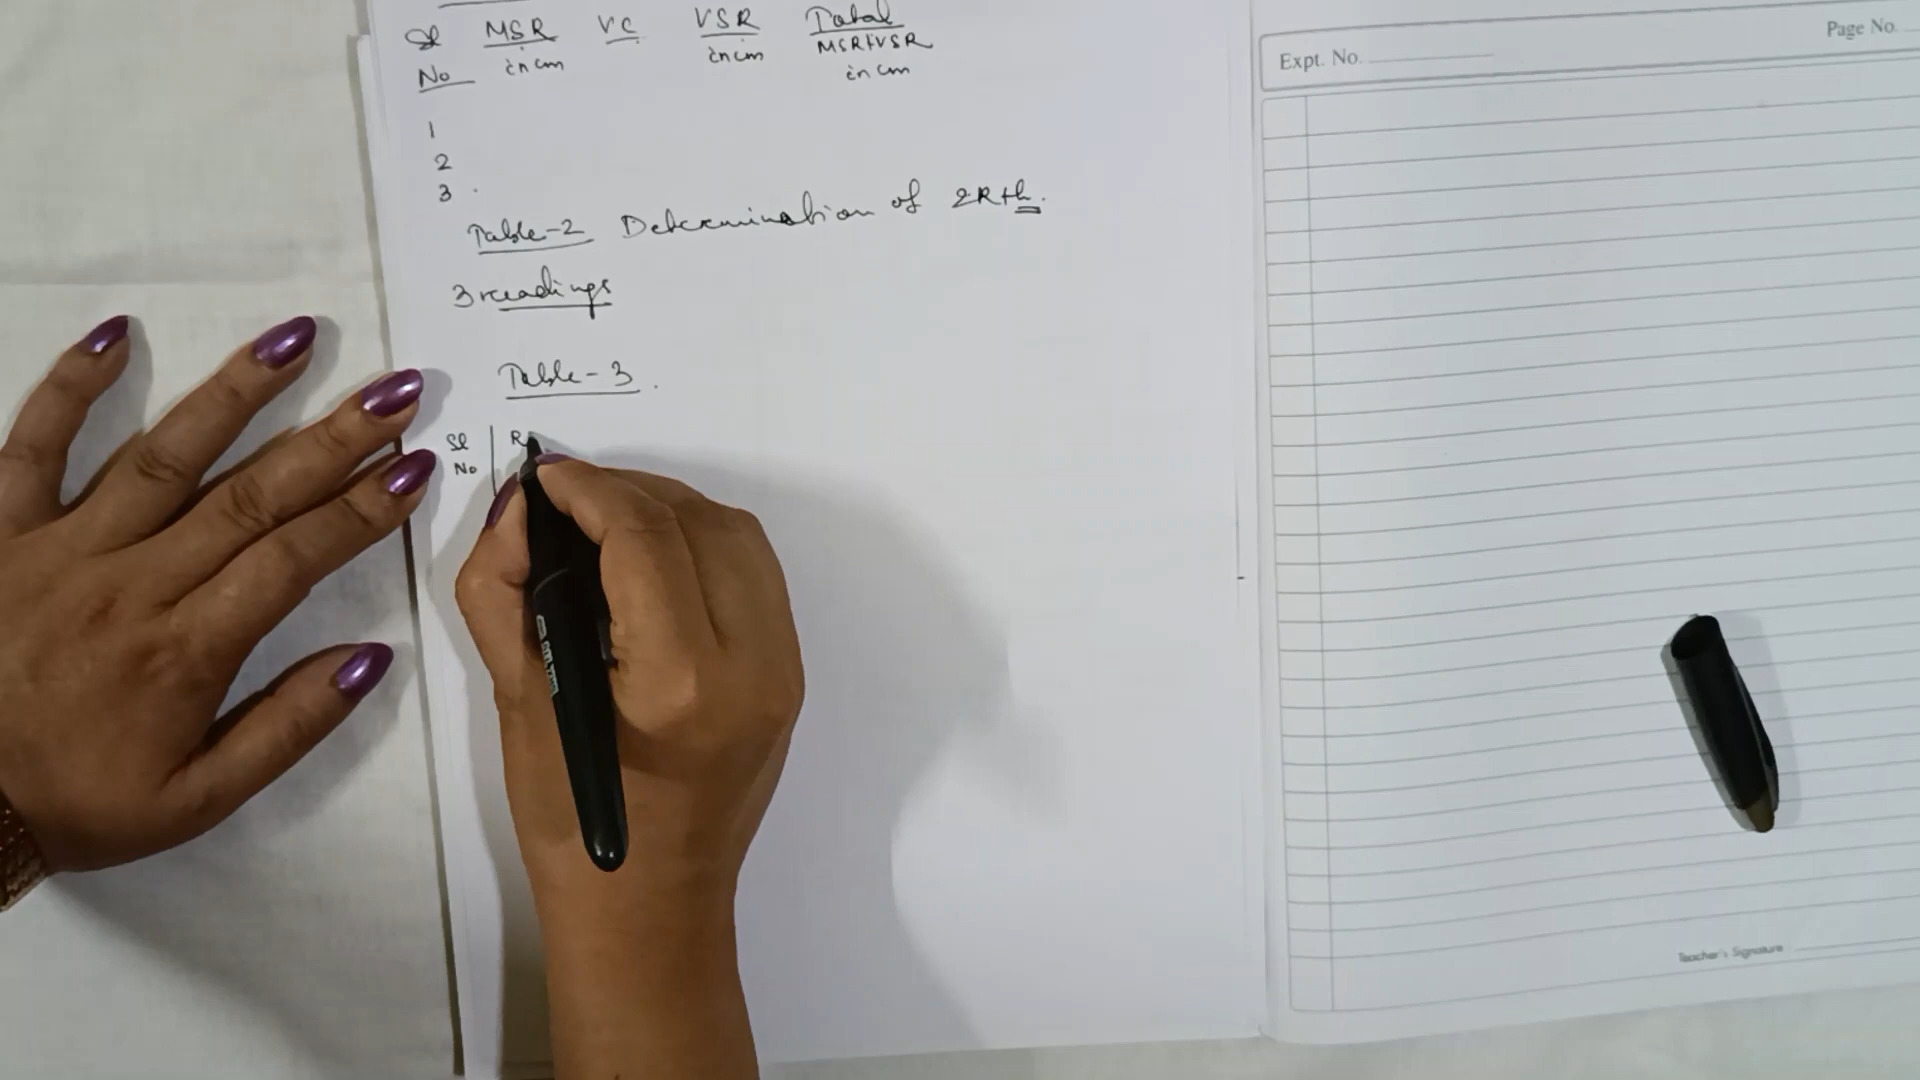 Sl MSR VC VSR Total
No in cm in cm MSR+VSR
in cm
1
2
3
Table-2 Determination of 2R+h.
3 readings
Table-3.
Sl R
No
Expt. No. Page No.
Teacher's Signature